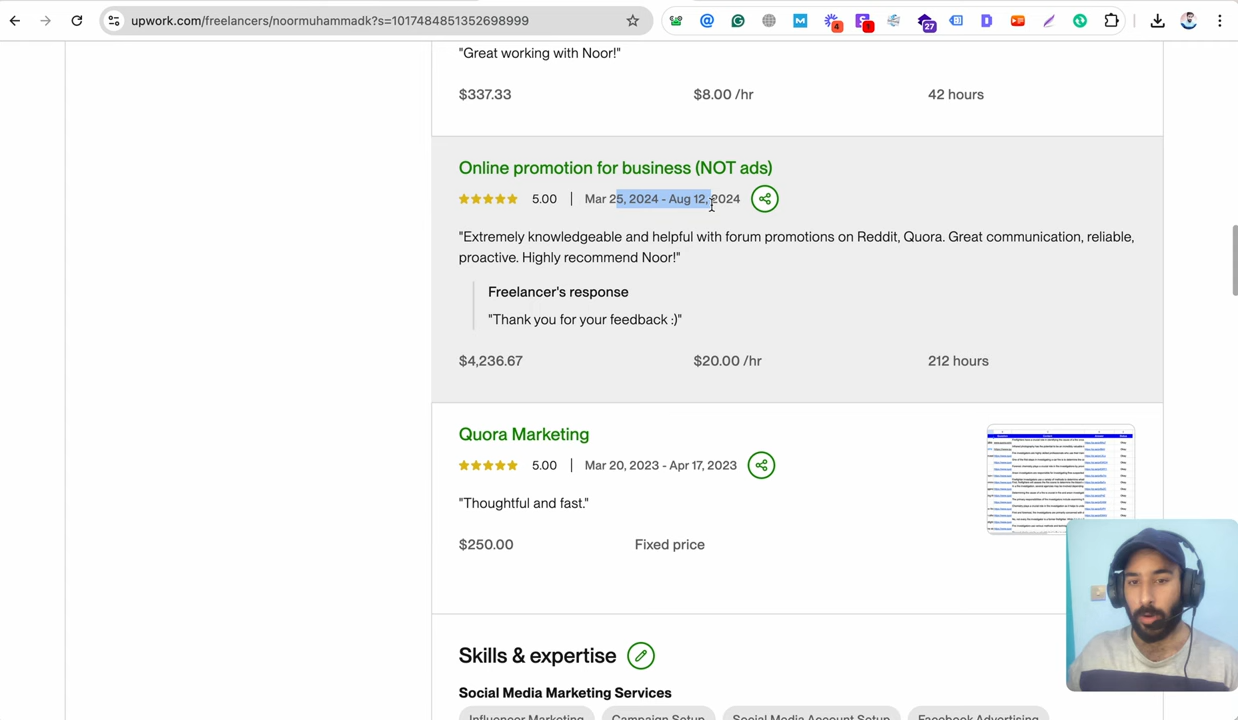 upwork.com/freelancers/noormuhammadk?s=1017484851352698999
4
27
"Great working with Noor!"
$337.33 $8.00 /hr 42 hours
Online promotion for business (NOT ads)
5.00 | Mar 25, 2024 - Aug 12, 2024
"Extremely knowledgeable and helpful with forum promotions on Reddit, Quora. Great communication, reliable,
proactive. Highly recommend Noor!"
Freelancer's response
"Thank you for your feedback :)"
$4,236.67 $20.00 /hr 212 hours
Quora Marketing
5.00 | Mar 20, 2023 - Apr 17, 2023
"Thoughtful and fast."
$250.00 Fixed price
Skills & expertise
Social Media Marketing Services
Influencer Marketing Campaign Setup Social Media Account Setup Facebook Advertising